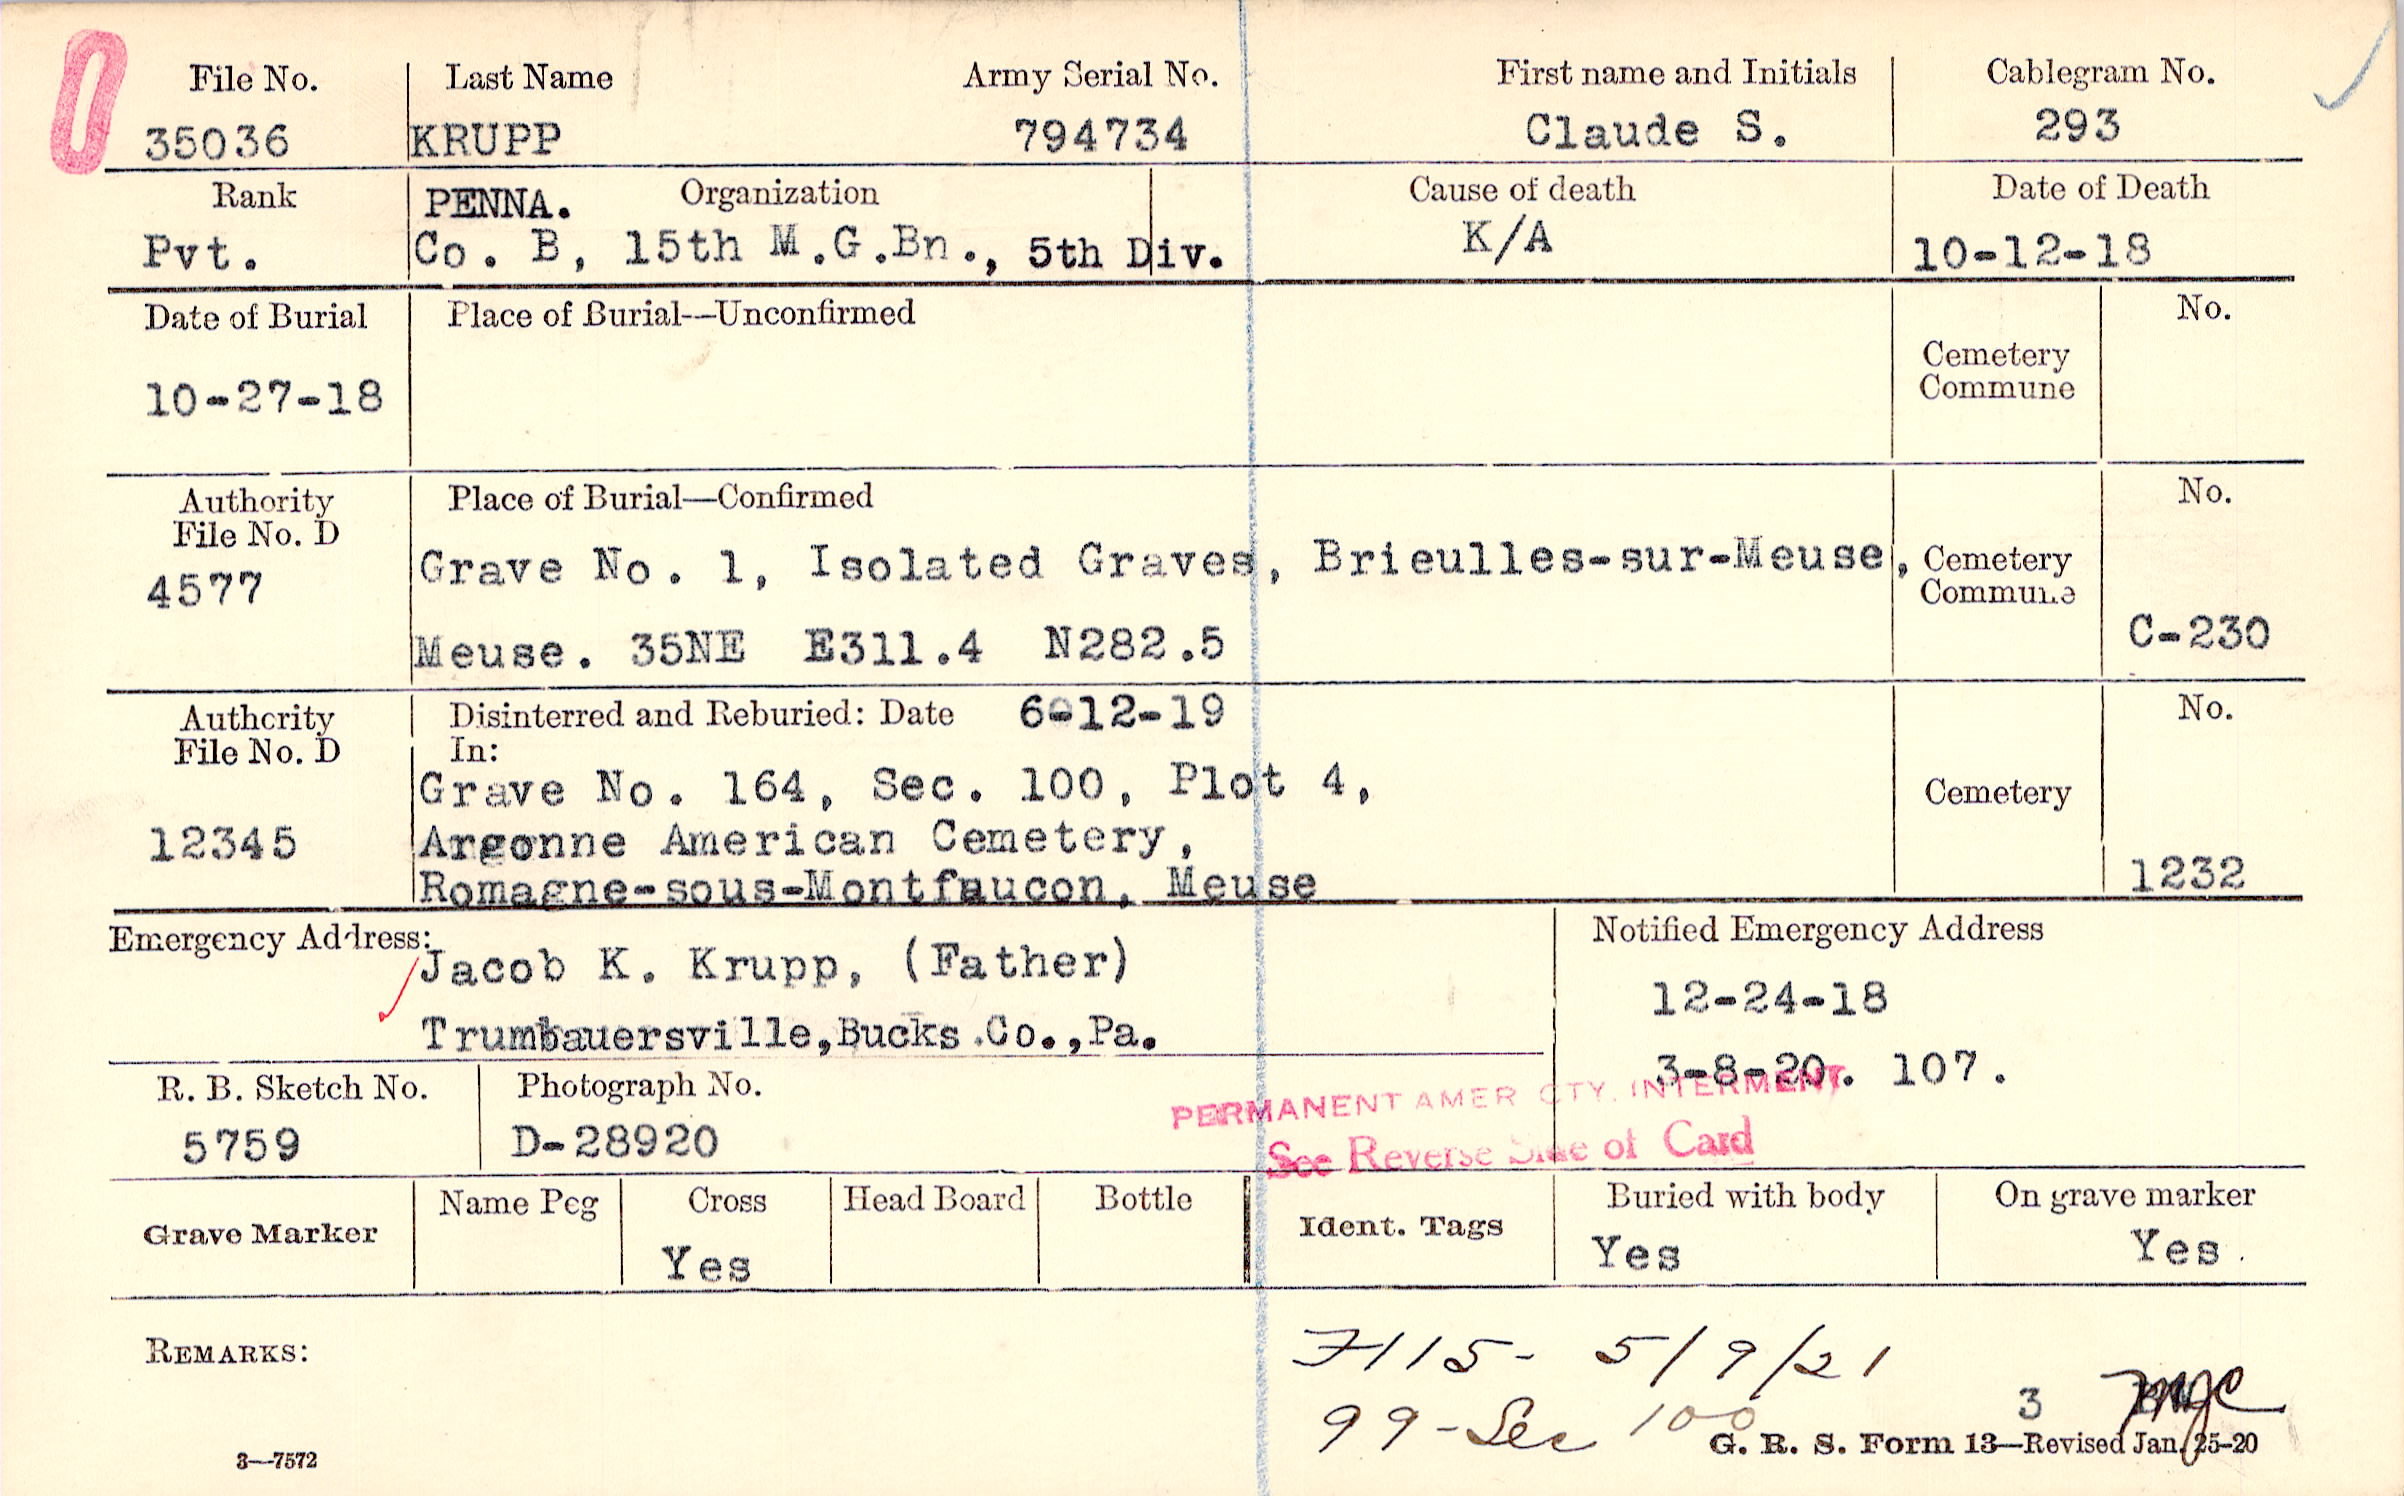 File No. Last Name Army Serial No. First name and Initials Cablegram No.
35036 KRUPP 794734 Claude S. 293
Rank PENNA. Organization Cause of death Date of Death
Pvt. Co. B, 15th M.G.Bn., 5th Div. K/A 10-12-18
Date of Burial Place of Burial—Unconfirmed No.
Cemetery
Commune
10-27-18
Authority Place of Burial—Confirmed No.
File No. D
4577 Grave No. 1, Isolated Graves, Brieulles-sur-Meuse, Cemetery
Commune
Meuse. 35NE E311.4 N282.5 C-230
Authority Disinterred and Reburied: Date 6-12-19 No.
File No. D In:
Grave No. 164, Sec. 100, Plot 4, Cemetery
12345 Argonne American Cemetery,
Romagne-sous-Montfaucon, Meuse 1232
Emergency Address: Notified Emergency Address
Jacob K. Krupp, (Father)
12-24-18
Trumbauersville,Bucks Co.,Pa.
3-8-20. 107.
R. B. Sketch No. Photograph No.
PERMANENT AMER CTY. INTERMENT
5759 D-28920 See Reverse Side of Card
Grave Marker Name Peg Cross Head Board Bottle Ident. Tags Buried with body On grave marker
Yes Yes Yes.
REMARKS:
7115- 5/9/21
99-Sec 100 3
3—7572 G. R. S. Form 13—Revised Jan. 25-20